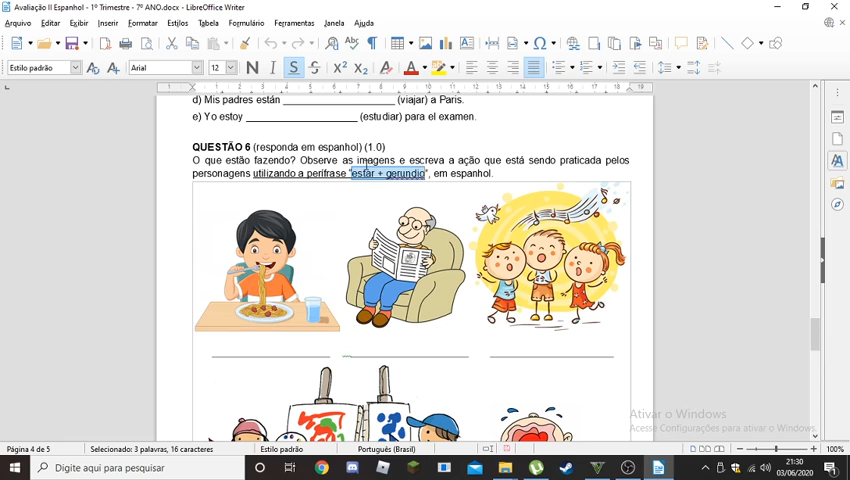 Avaliação II Espanhol - 1º Trimestre - 7º ANO.docx - LibreOffice Writer
Arquivo Editar Exibir Inserir Formatar Estilos Tabela Formulário Ferramentas Janela Ajuda
Estilo padrão Arial 12 N I S S
d) Mis padres están ______________________ (viajar) a Paris.
e) Yo estoy ______________________ (estudiar) para el examen.
QUESTÃO 6 (responda em espanhol) (1.0)
O que estão fazendo? Observe as imagens e escreva a ação que está sendo praticada pelos
personagens utilizando a perífrase "estar + gerundio", em espanhol.
Ativar o Windows
Acesse Configurações para ativar o Windows.
Página 4 de 5 Selecionado: 3 palavras, 16 caracteres Estilo padrão Português (Brasil) 100%
Digite aqui para pesquisar
21:30
03/06/2020